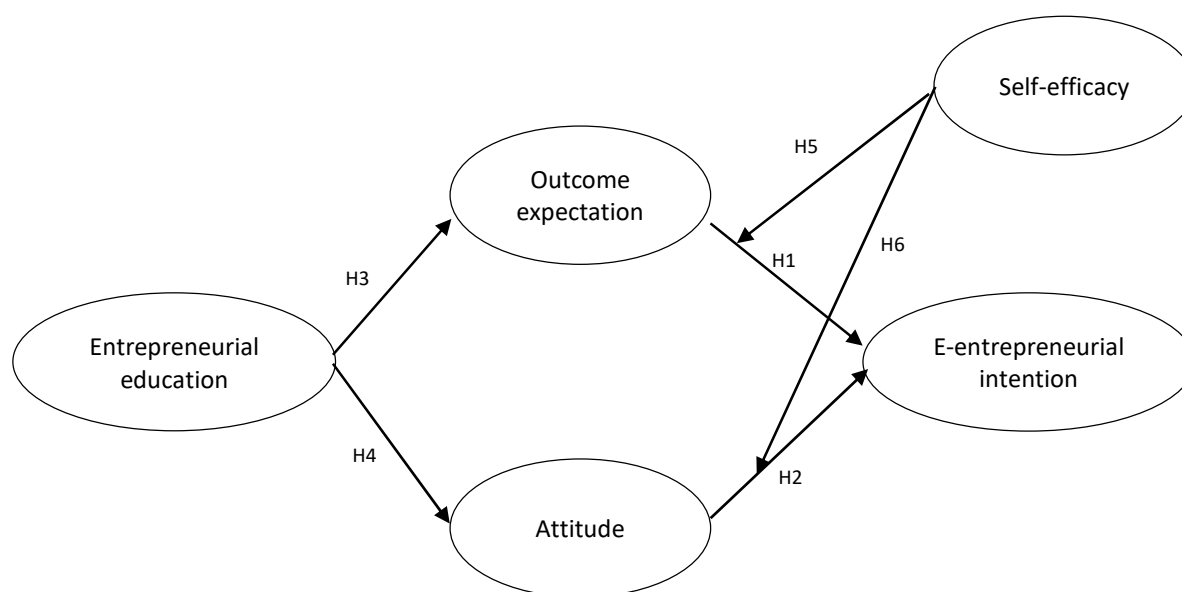 Self-efficacy
H5
Outcome
expectation
H6
H1
H3
Entrepreneurial
education
E-entrepreneurial
intention
H4
H2
Attitude